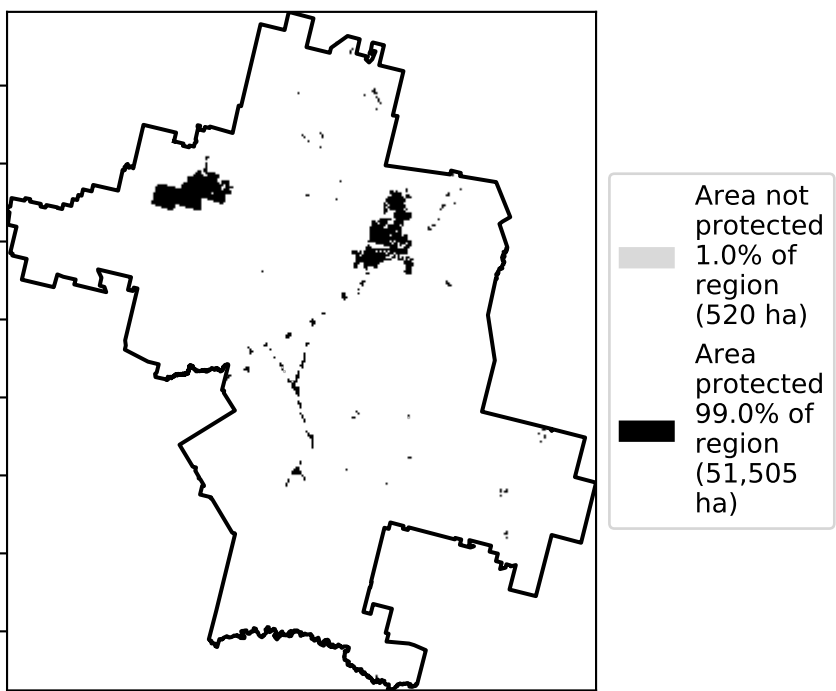 Area not
protected
1.0% of
region
(520 ha)
Area
protected
99.0% of
region
(51,505
ha)